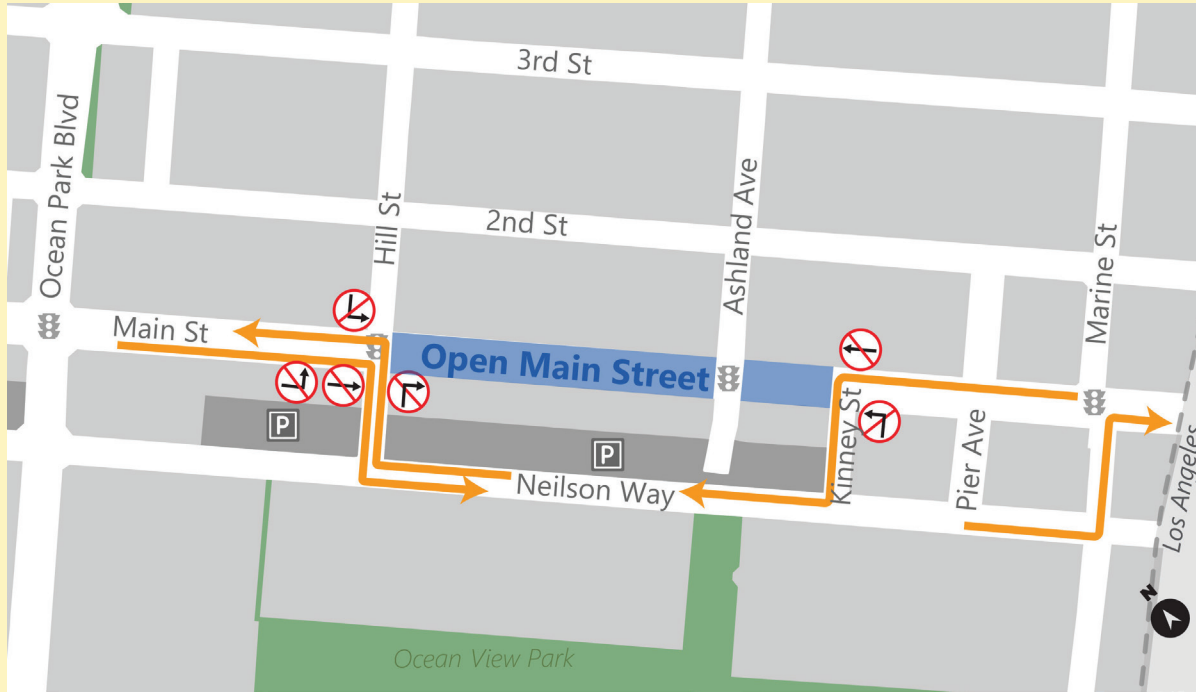 3rd St
Ocean Park Blvd
Hill St
2nd St
Ashland Ave
Marine St
Main St
Open Main Street
P
P
Neilson Way
Kinney St
Pier Ave
Los Angeles
N
Ocean View Park